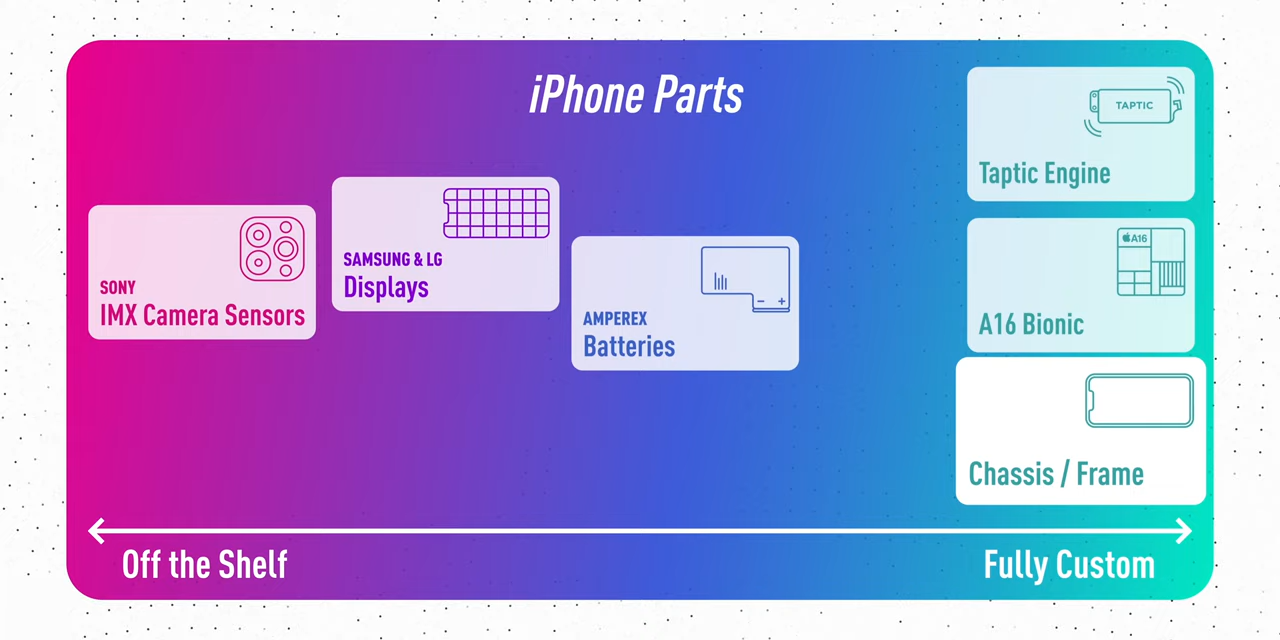 iPhone Parts
SONY
IMX Camera Sensors
SAMSUNG & LG
Displays
AMPEREX
Batteries
TAPTIC
Taptic Engine
A16
A16 Bionic
Chassis / Frame
Off the Shelf
Fully Custom